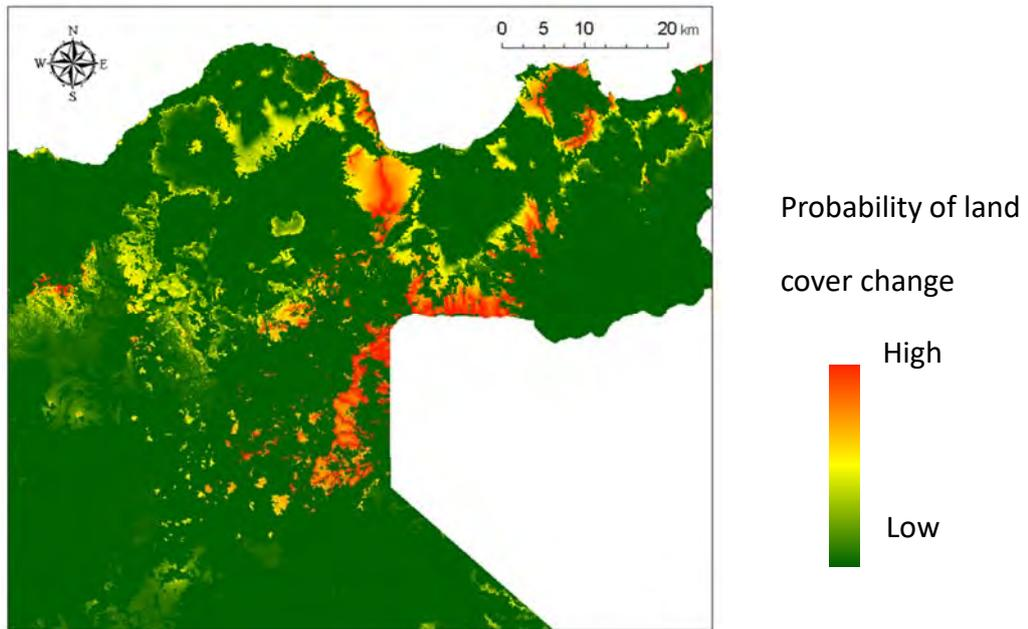 N
W E
S
0 5 10 20 km
Probability of land
cover change
High
Low